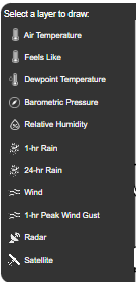 Select a layer to draw:
Air Temperature
Feels Like
Dewpoint Temperature
Barometric Pressure
Relative Humidity
1-hr Rain
24-hr Rain
Wind
1-hr Peak Wind Gust
Radar
Satellite